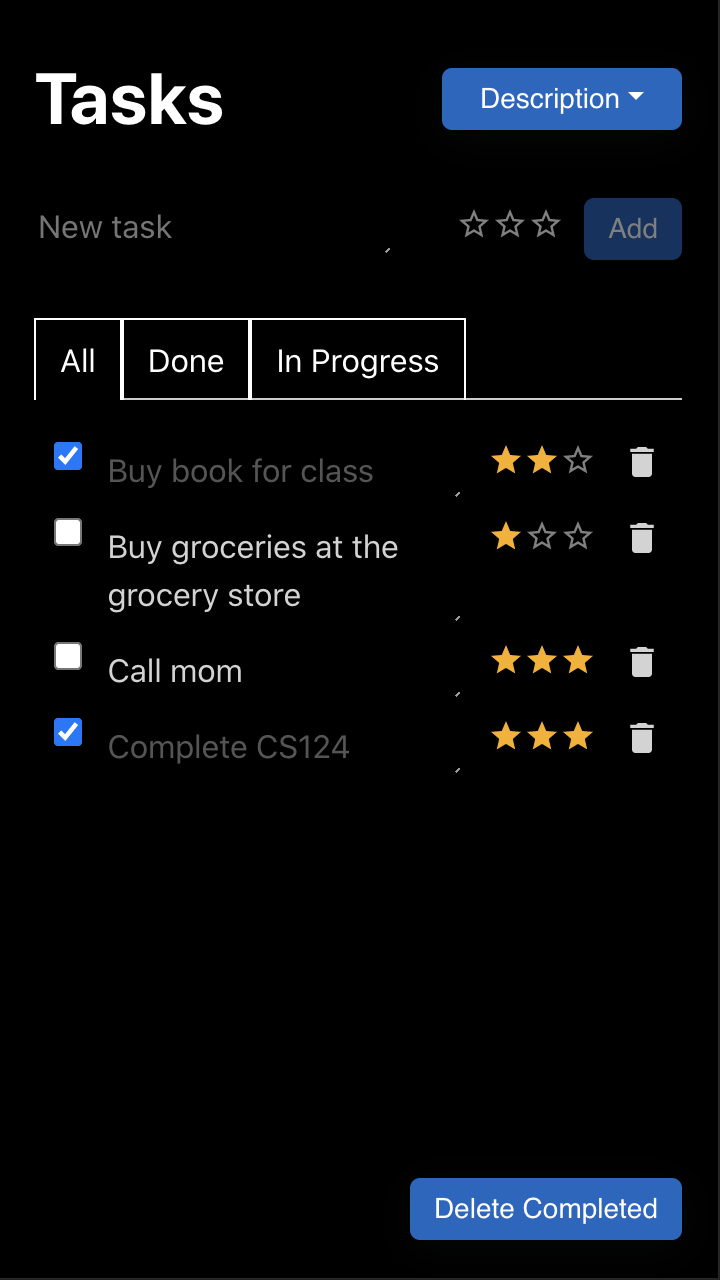 Tasks
Description
New task
Add
All
Done
In Progress
Buy book for class
Buy groceries at the
grocery store
Call mom
Complete CS124
Delete Completed